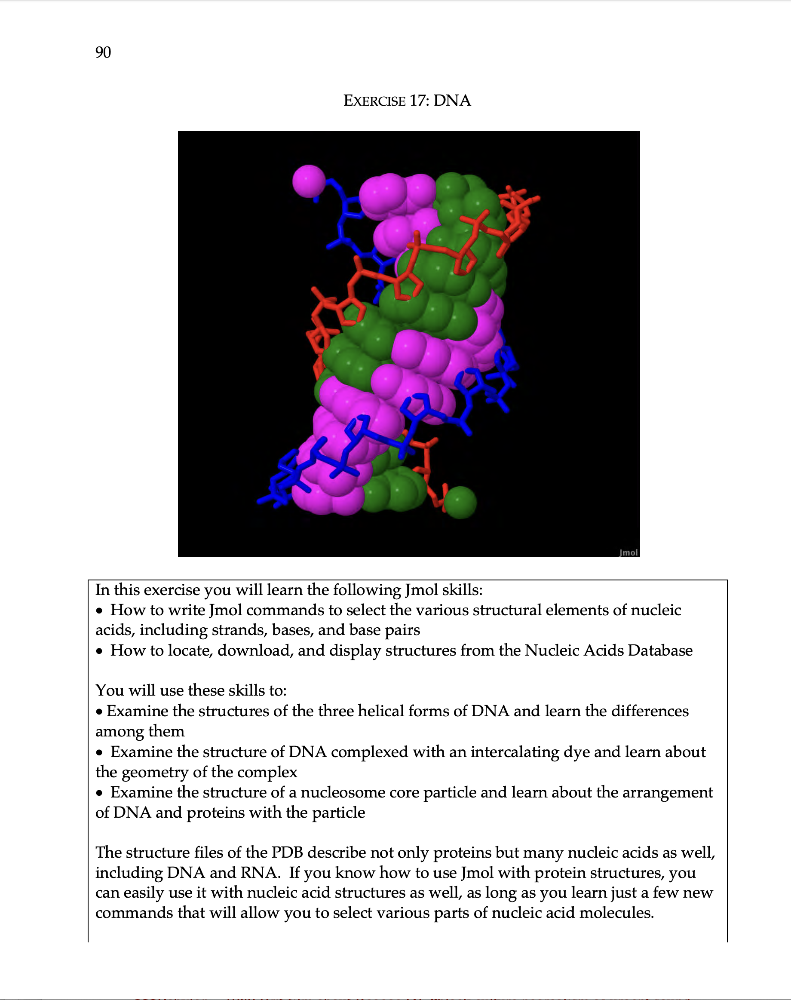 90
EXERCISE 17: DNA
Jmol
In this exercise you will learn the following Jmol skills:
• How to write Jmol commands to select the various structural elements of nucleic
acids, including strands, bases, and base pairs
• How to locate, download, and display structures from the Nucleic Acids Database
You will use these skills to:
• Examine the structures of the three helical forms of DNA and learn the differences
among them
• Examine the structure of DNA complexed with an intercalating dye and learn about
the geometry of the complex
• Examine the structure of a nucleosome core particle and learn about the arrangement
of DNA and proteins with the particle
The structure files of the PDB describe not only proteins but many nucleic acids as well,
including DNA and RNA.  If you know how to use Jmol with protein structures, you
can easily use it with nucleic acid structures as well, as long as you learn just a few new
commands that will allow you to select various parts of nucleic acid molecules.